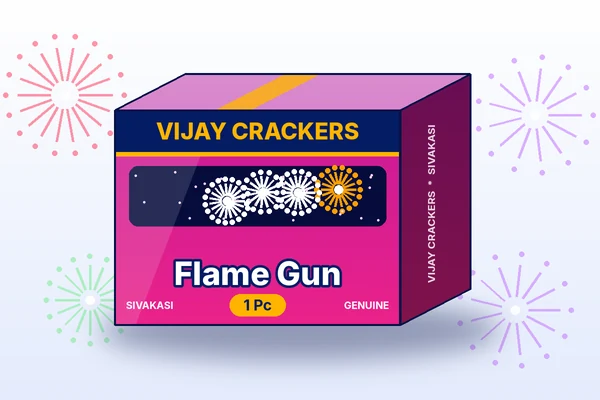 VIJAY CRACKERS
Flame Gun
SIVAKASI
1 Pc
GENUINE
VIJAY CRACKERS * SIVAKASI